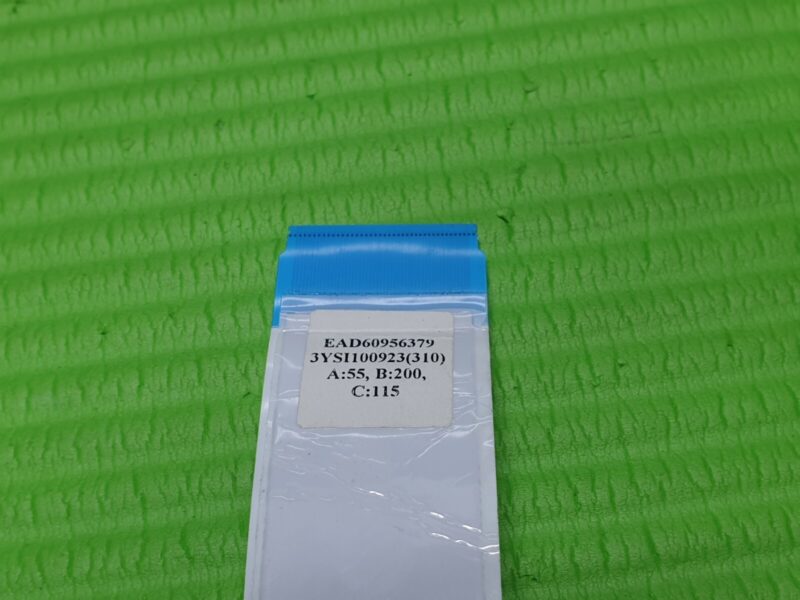 EAD60956379
3YSI100923(310)
A:55, B:200,
C:115